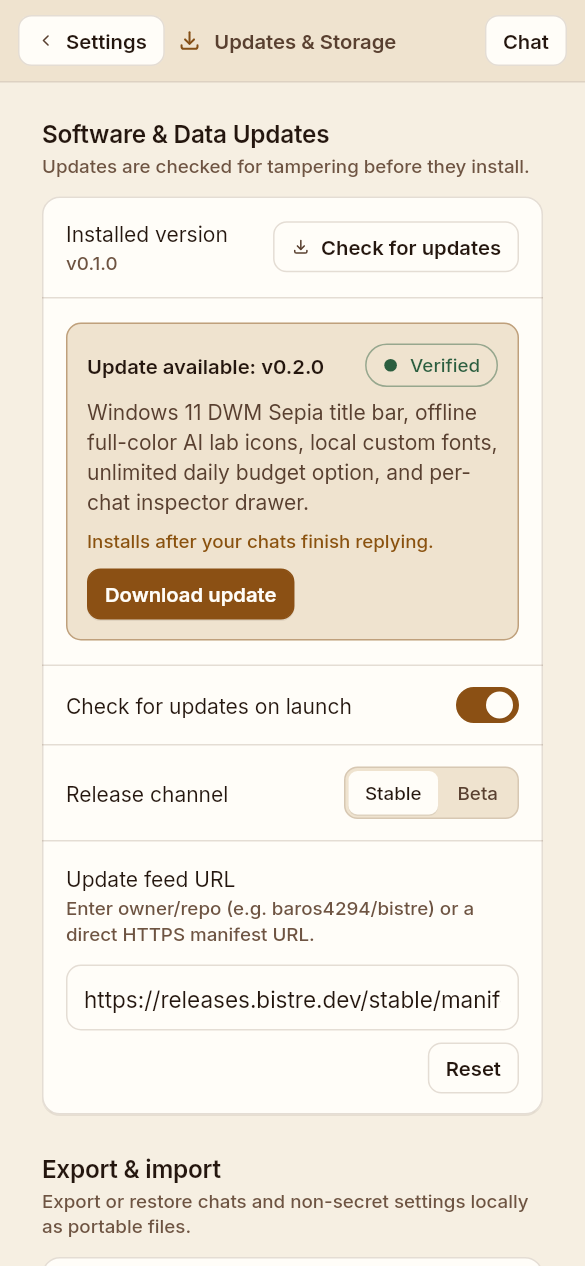 Settings
Updates & Storage
Chat
Software & Data Updates
Updates are checked for tampering before they install.
Installed version
v0.1.0
Check for updates
Update available: v0.2.0
Verified
Windows 11 DWM Sepia title bar, offline
full-color AI lab icons, local custom fonts,
unlimited daily budget option, and per-
chat inspector drawer.
Installs after your chats finish replying.
Download update
Check for updates on launch
Release channel
Stable
Beta
Update feed URL
Enter owner/repo (e.g. baros4294/bistre) or a
direct HTTPS manifest URL.
https://releases.bistre.dev/stable/manif
Reset
Export & import
Export or restore chats and non-secret settings locally
as portable files.